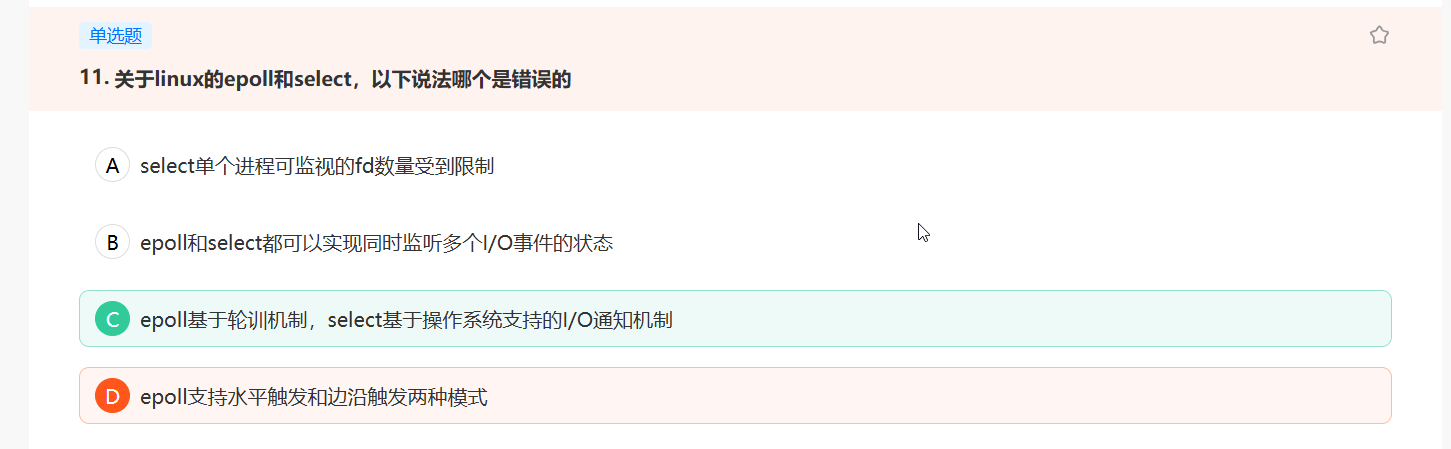 单选题
11. 关于linux的epoll和select，以下说法哪个是错误的
A select单个进程可监视的fd数量受到限制
B epoll和select都可以实现同时监听多个I/O事件的状态
C epoll基于轮训机制，select基于操作系统支持的I/O通知机制
D epoll支持水平触发和边沿触发两种模式